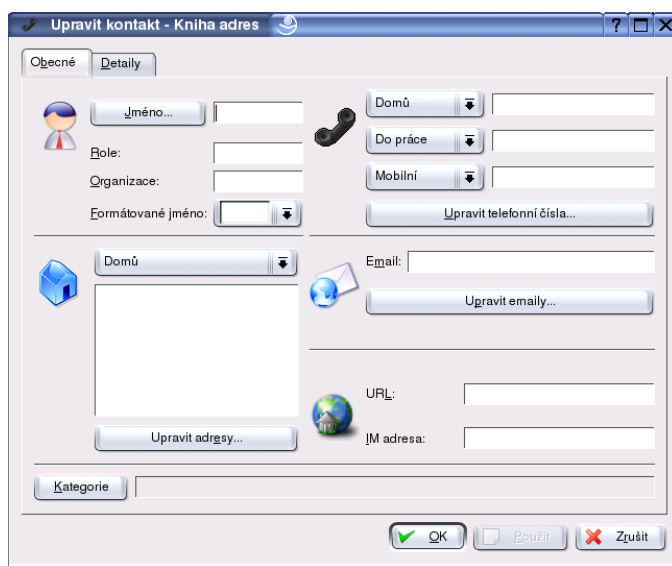 Upravit kontakt - Kniha adres
Obecné
Detaily
Jméno...
Role:
Organizace:
Formátované jméno:
Domů
Do práce
Mobilní
Upravit telefonní čísla...
Domů
Upravit adresy...
Email:
Upravit emaily...
URL:
IM adresa:
Kategorie
OK
Použít
Zrušit